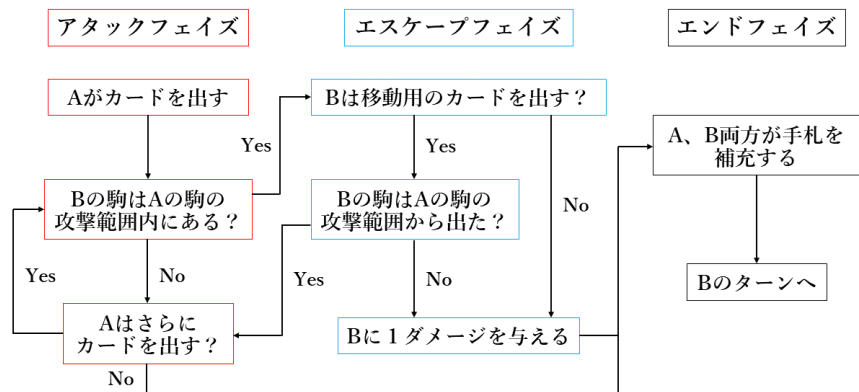 アタックフェイズ
エスケープフェイズ
エンドフェイズ
Aがカードを出す
Bは移動用のカードを出す？
A、B両方が手札を
補充する
Yes
Yes
Bの駒はAの駒の
攻撃範囲内にある？
Bの駒はAの駒の
攻撃範囲から出た？
No
Yes
No
Yes
No
Bのターンへ
Aはさらに
カードを出す？
Bに１ダメージを与える
No